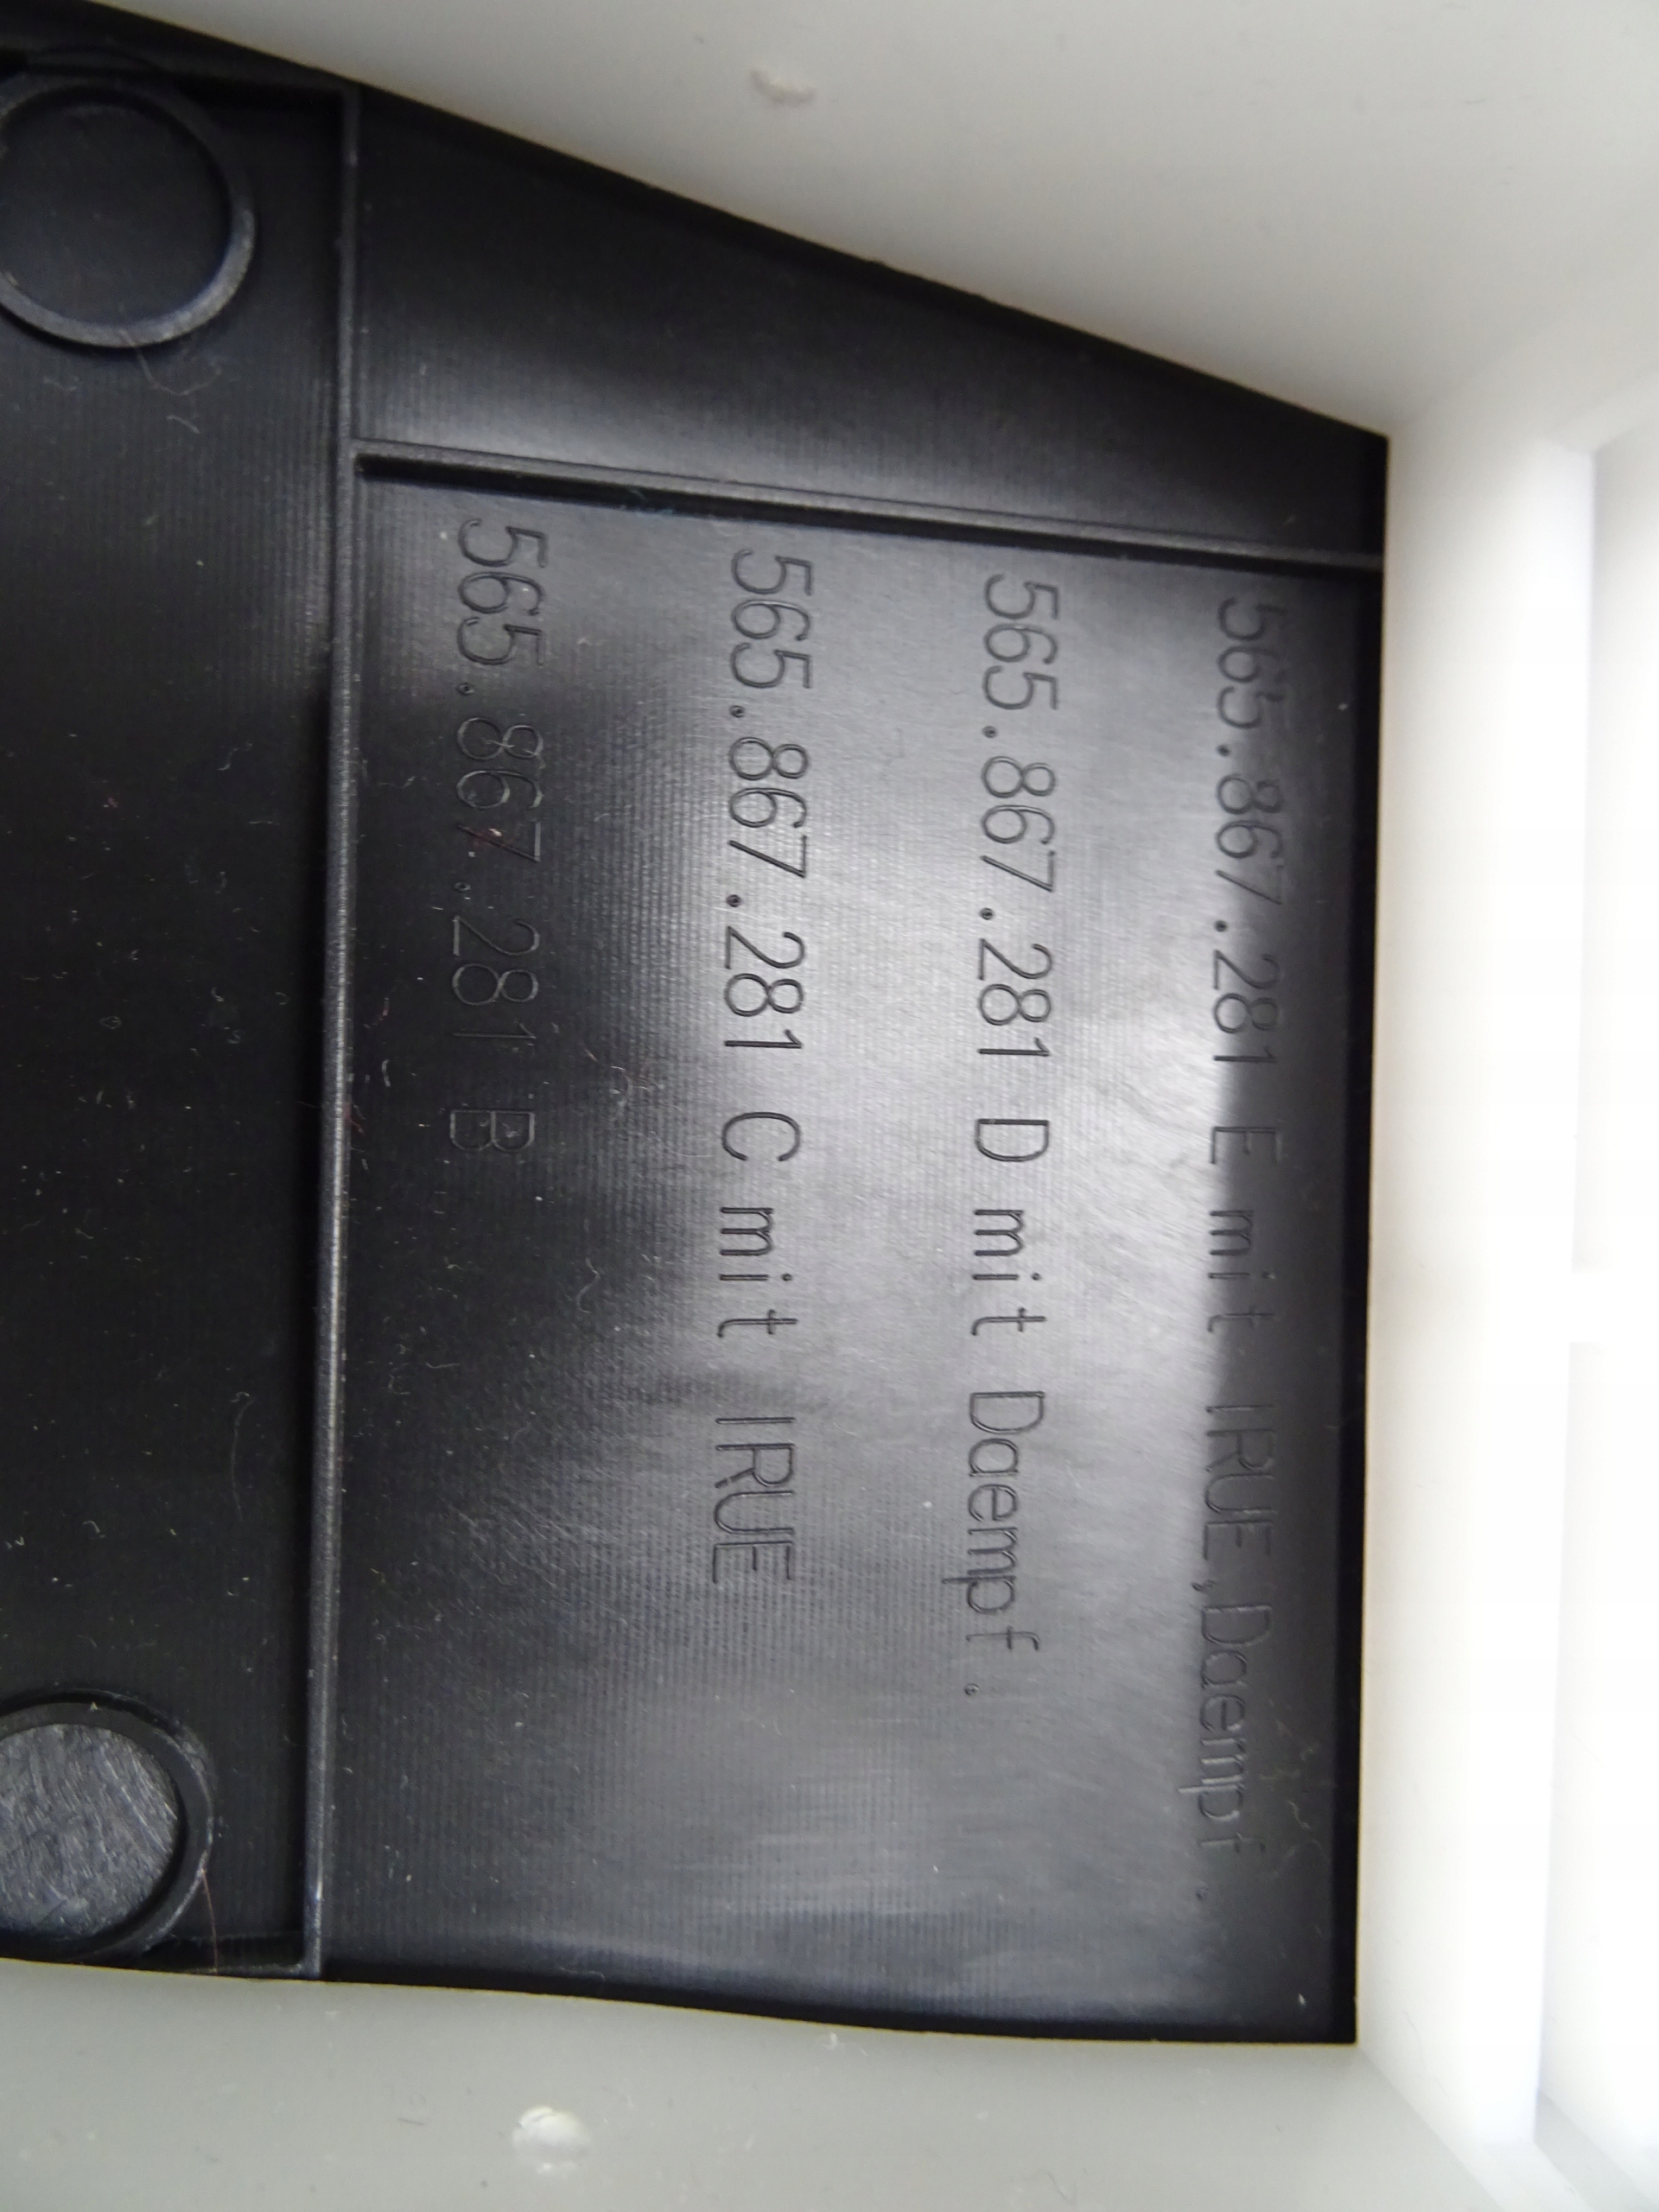 565.867.281 E mit IRUE,Daempf.
565.867.281 D mit Daempf.
565.867.281 C mit IRUE
565.867.281 B